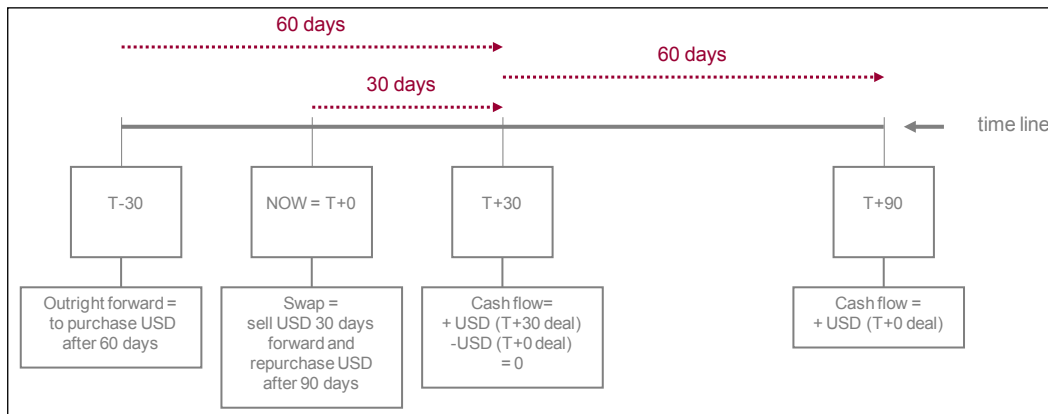 60 days
60 days
30 days
time line
T-30
NOW = T+0
T+30
T+90
Outright forward =
to purchase USD
after 60 days
Swap =
sell USD 30 days
forward and
repurchase USD
after 90 days
Cash flow=
+ USD (T+30 deal)
-USD (T+0 deal)
= 0
Cash flow =
+ USD (T+0 deal)